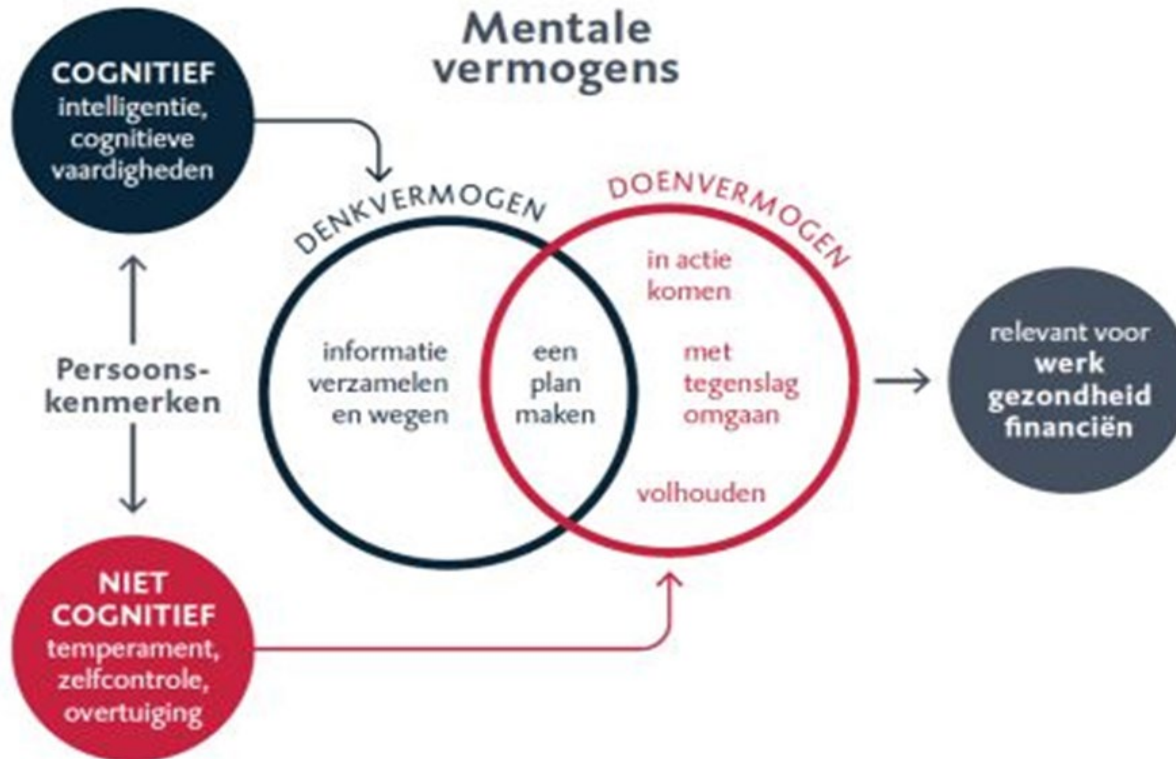 Mentale
vermogens
COGNITIEF
intelligentie,
cognitieve
vaardigheden
Persoons-
kenmerken
NIET
COGNITIEF
temperament,
zelfcontrole,
overtuiging
DENKVERMOGEN
informatie
verzamelen
en wegen
een
plan
maken
DOENVERMOGEN
in actie
komen
met
tegenslag
omgaan
volhouden
relevant voor
werk
gezondheid
financiën